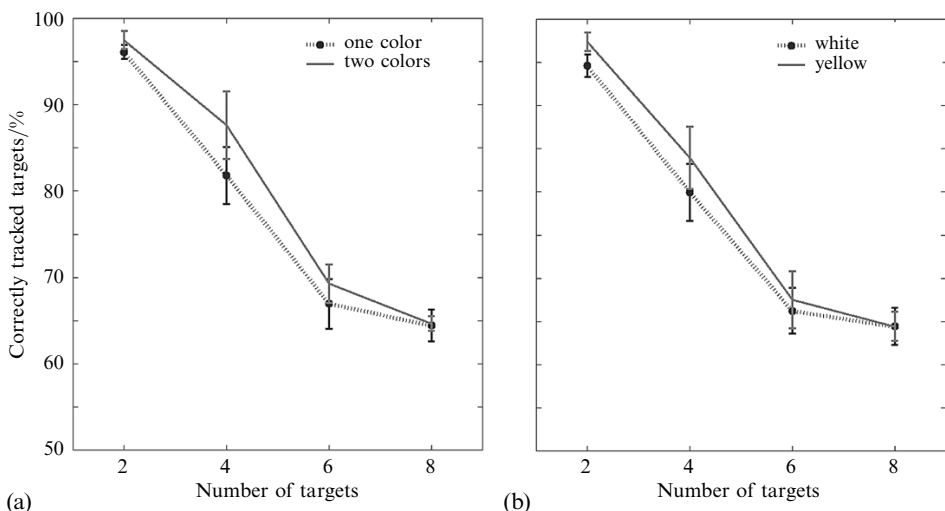 100
90
80
70
60
50
Correctly tracked targets/%
one color
two colors
2 4 6 8
Number of targets
(a)
white
yellow
2 4 6 8
Number of targets
(b)